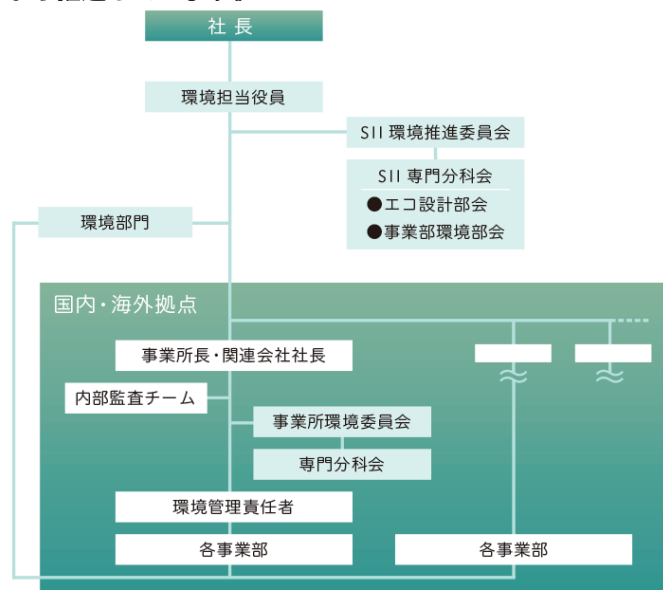 社 長
環境担当役員
SII 環境推進委員会
SII 専門分科会
●エコ設計部会
●事業部環境部会
環境部門
国内・海外拠点
事業所長・関連会社社長
内部監査チーム
事業所環境委員会
専門分科会
環境管理責任者
各事業部
各事業部